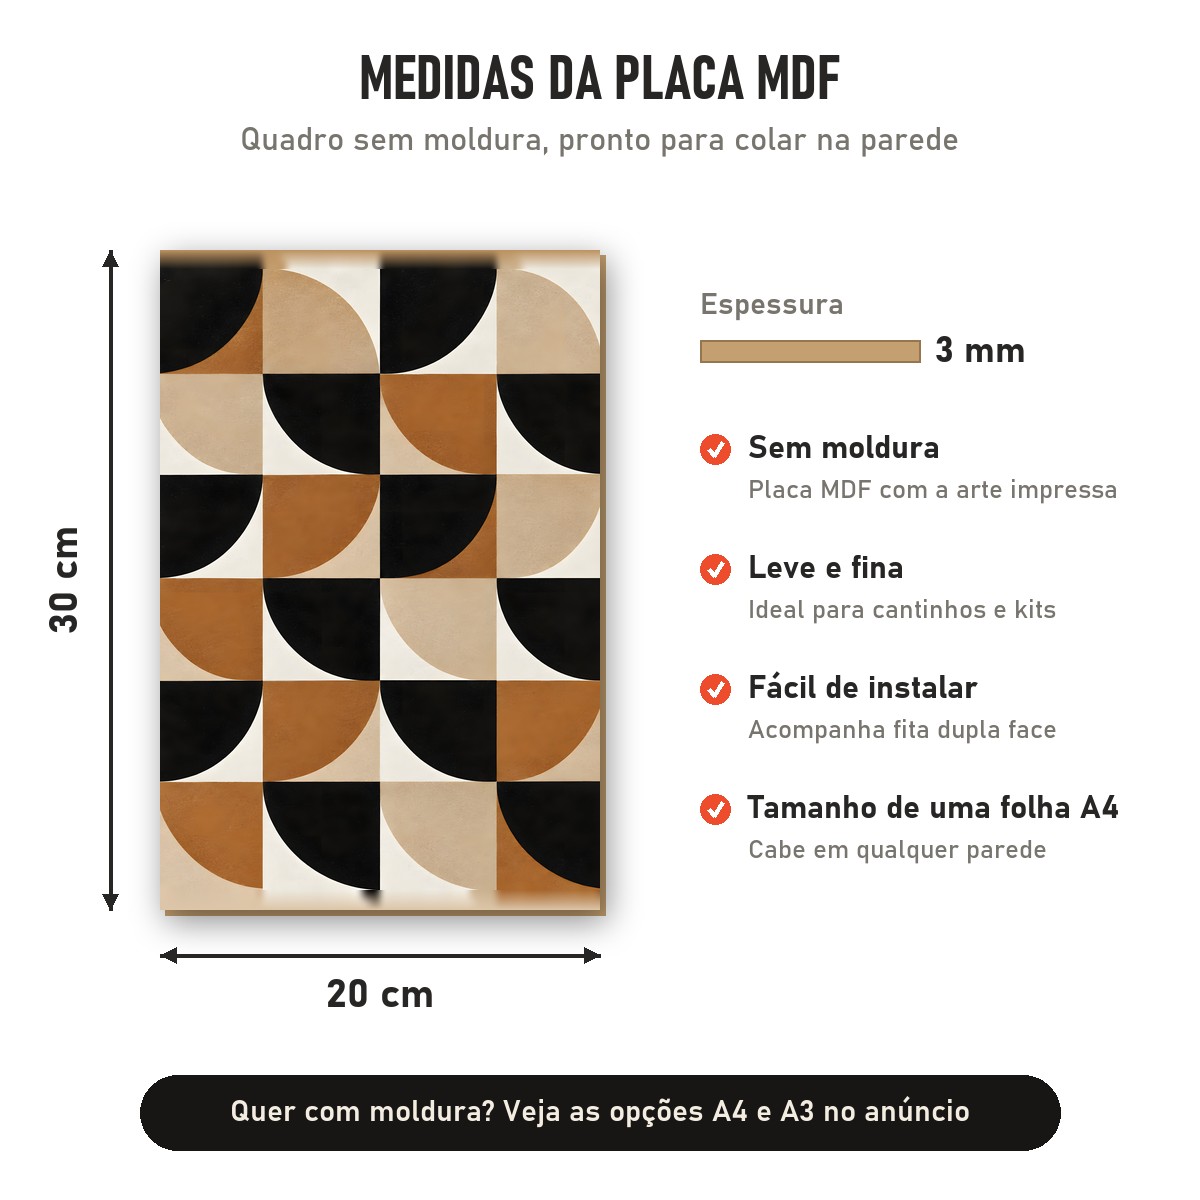 MEDIDAS DA PLACA MDF
Quadro sem moldura, pronto para colar na parede
Espessura
3 mm
Sem moldura
Placa MDF com a arte impressa
Leve e fina
Ideal para cantinhos e kits
Fácil de instalar
Acompanha fita dupla face
Tamanho de uma folha A4
Cabe em qualquer parede
30 cm
20 cm
Quer com moldura? Veja as opções A4 e A3 no anúncio